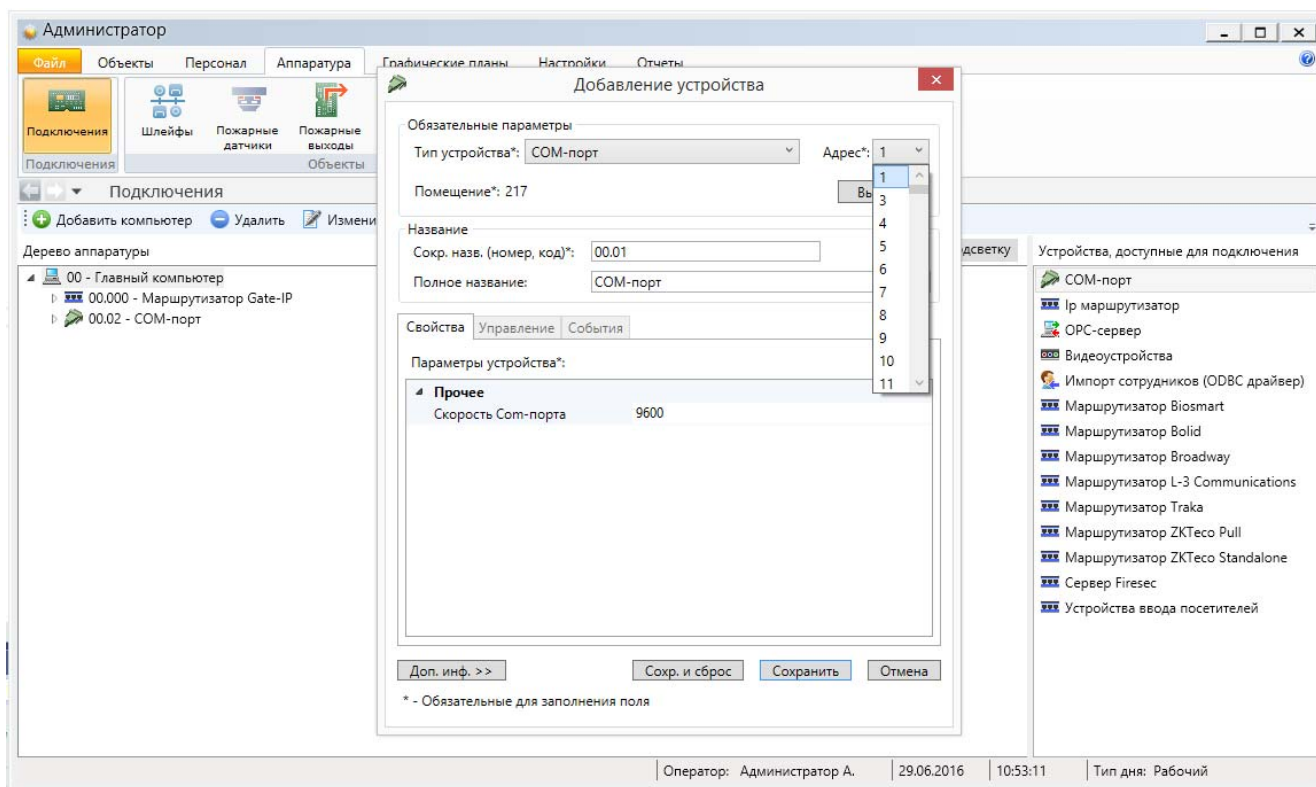 Администратор
Файл Объекты Персонал Аппаратура Графические планы Настройки Отчеты
Подключения Шлейфы Пожарные датчики Пожарные выходы
Подключения Объекты
Подключения
Добавить компьютер Удалить
Дерево аппаратуры
00 - Главный компьютер
00.000 - Маршрутизатор Gate-IP
00.02 - COM-порт
Добавление устройства
Обязательные параметры
Тип устройства*: COM-порт Адрес*: 1
Помещение*: 217
1
3
4
5
6
7
8
9
10
11
Название
Сокр. назв. (номер, код)*: 00.01
Полное название: COM-порт
Свойства Управление События
Параметры устройства*:
Прочее
Скорость Com-порта 9600
Доп. инф. >> Сохр. и сброс Сохранить Отмена
* - Обязательные для заполнения поля
Устройства, доступные для подключения
COM-порт
Ip маршрутизатор
OPC-сервер
Видеоустройства
Импорт сотрудников (ODBC драйвер)
Маршрутизатор Biosmart
Маршрутизатор Bolid
Маршрутизатор Broadway
Маршрутизатор L-3 Communications
Маршрутизатор Traka
Маршрутизатор ZKTeco Pull
Маршрутизатор ZKTeco Standalone
Сервер Firesec
Устройства ввода посетителей
Оператор: Администратор А. 29.06.2016 10:53:11 Тип дня: Рабочий